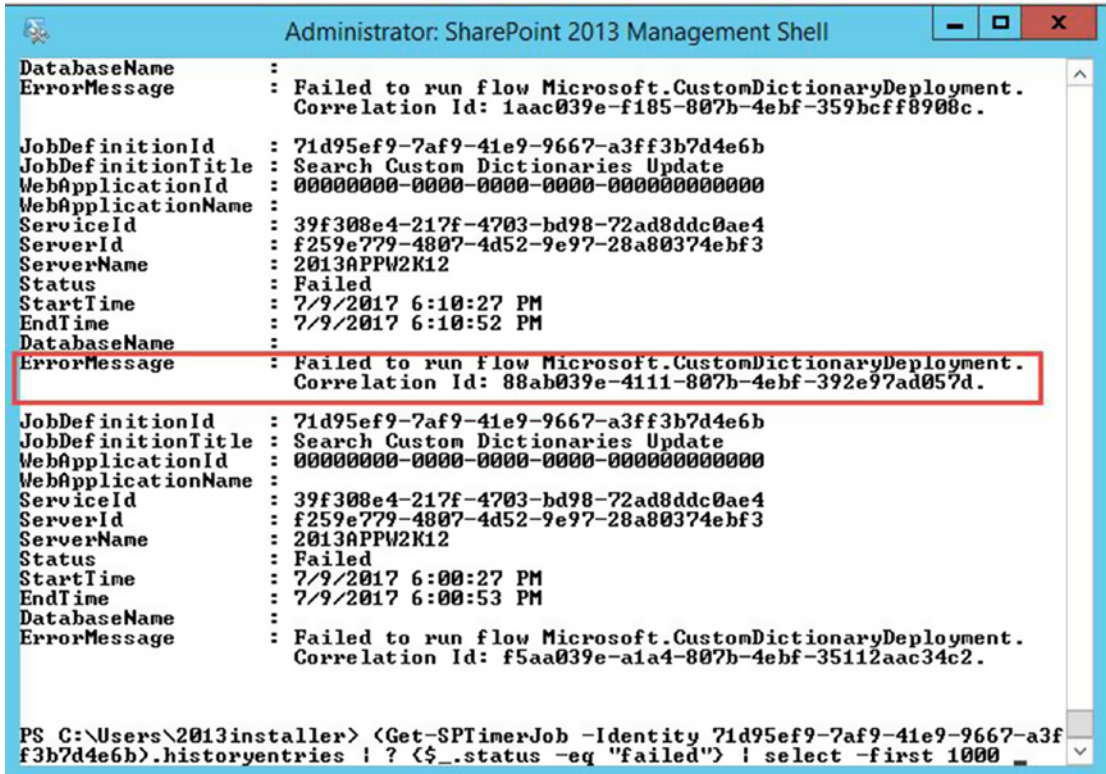 Administrator: SharePoint 2013 Management Shell
DatabaseName :
ErrorMessage : Failed to run flow Microsoft.CustomDictionaryDeployment.
Correlation Id: 1aac039e-f185-807b-4ebf-359bcff8908c.
JobDefinitionId : 71d95ef9-7af9-41e9-9667-a3ff3b7d4e6b
JobDefinitionTitle : Search Custom Dictionaries Update
WebApplicationId : 00000000-0000-0000-0000-000000000000
WebApplicationName :
ServiceId : 39f308e4-217f-4703-bd98-72ad8ddc0ae4
ServerId : f259e779-4807-4d52-9e97-28a80374ebf3
ServerName : 2013APPW2K12
Status : Failed
StartTime : 7/9/2017 6:10:27 PM
EndTime : 7/9/2017 6:10:52 PM
DatabaseName :
ErrorMessage : Failed to run flow Microsoft.CustomDictionaryDeployment.
Correlation Id: 88ab039e-4111-807b-4ebf-392e97ad057d.
JobDefinitionId : 71d95ef9-7af9-41e9-9667-a3ff3b7d4e6b
JobDefinitionTitle : Search Custom Dictionaries Update
WebApplicationId : 00000000-0000-0000-0000-000000000000
WebApplicationName :
ServiceId : 39f308e4-217f-4703-bd98-72ad8ddc0ae4
ServerId : f259e779-4807-4d52-9e97-28a80374ebf3
ServerName : 2013APPW2K12
Status : Failed
StartTime : 7/9/2017 6:00:27 PM
EndTime : 7/9/2017 6:00:53 PM
DatabaseName :
ErrorMessage : Failed to run flow Microsoft.CustomDictionaryDeployment.
Correlation Id: f5aa039e-a1a4-807b-4ebf-35112aac34c2.
PS C:\Users\2013installer> (Get-SPTimerJob -Identity 71d95ef9-7af9-41e9-9667-a3f
f3b7d4e6b).historyentries | ? {$_.status -eq "failed"} | select -first 1000 _